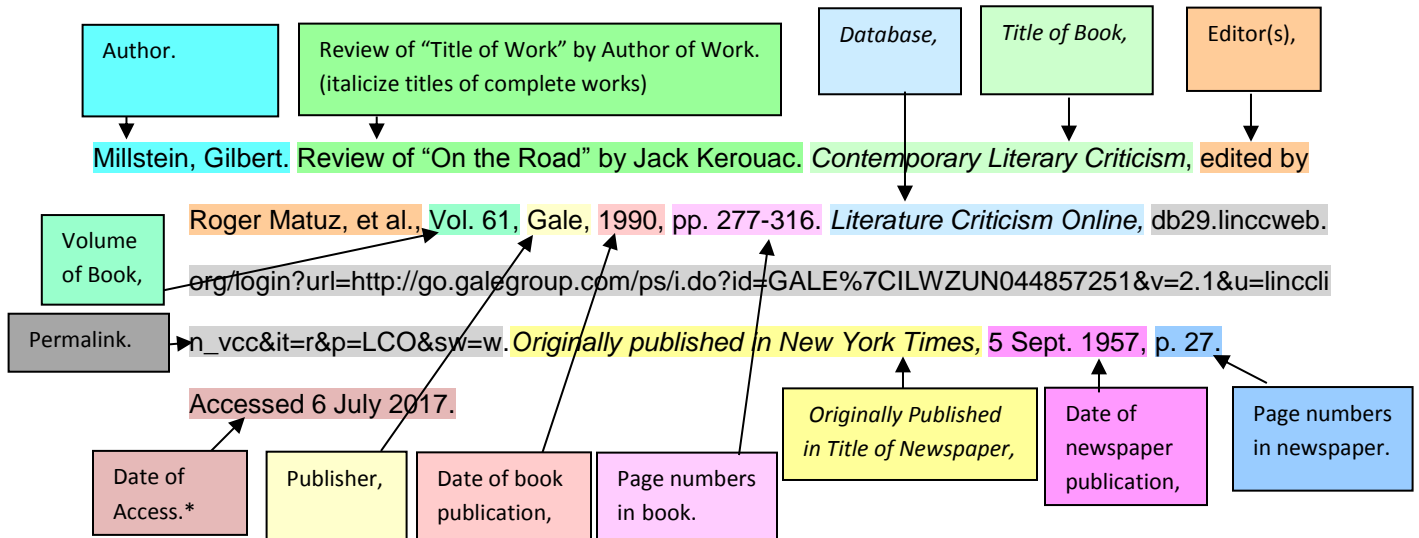 Author.
Review of “Title of Work” by Author of Work.
(italicize titles of complete works)
Database,
Title of Book,
Editor(s),
Millstein, Gilbert. Review of “On the Road” by Jack Kerouac. Contemporary Literary Criticism, edited by
Roger Matuz, et al., Vol. 61, Gale, 1990, pp. 277-316. Literature Criticism Online, db29.linccweb.
Volume
of Book,
org/login?url=http://go.galegroup.com/ps/i.do?id=GALE%7CILWZUN044857251&v=2.1&u=linccli
Permalink.
n_vcc&it=r&p=LCO&sw=w. Originally published in New York Times, 5 Sept. 1957, p. 27.
Accessed 6 July 2017.
Originally Published
in Title of Newspaper,
Date of
newspaper
publication,
Page numbers
in newspaper.
Date of
Access.*
Publisher,
Date of book
publication,
Page numbers
in book.